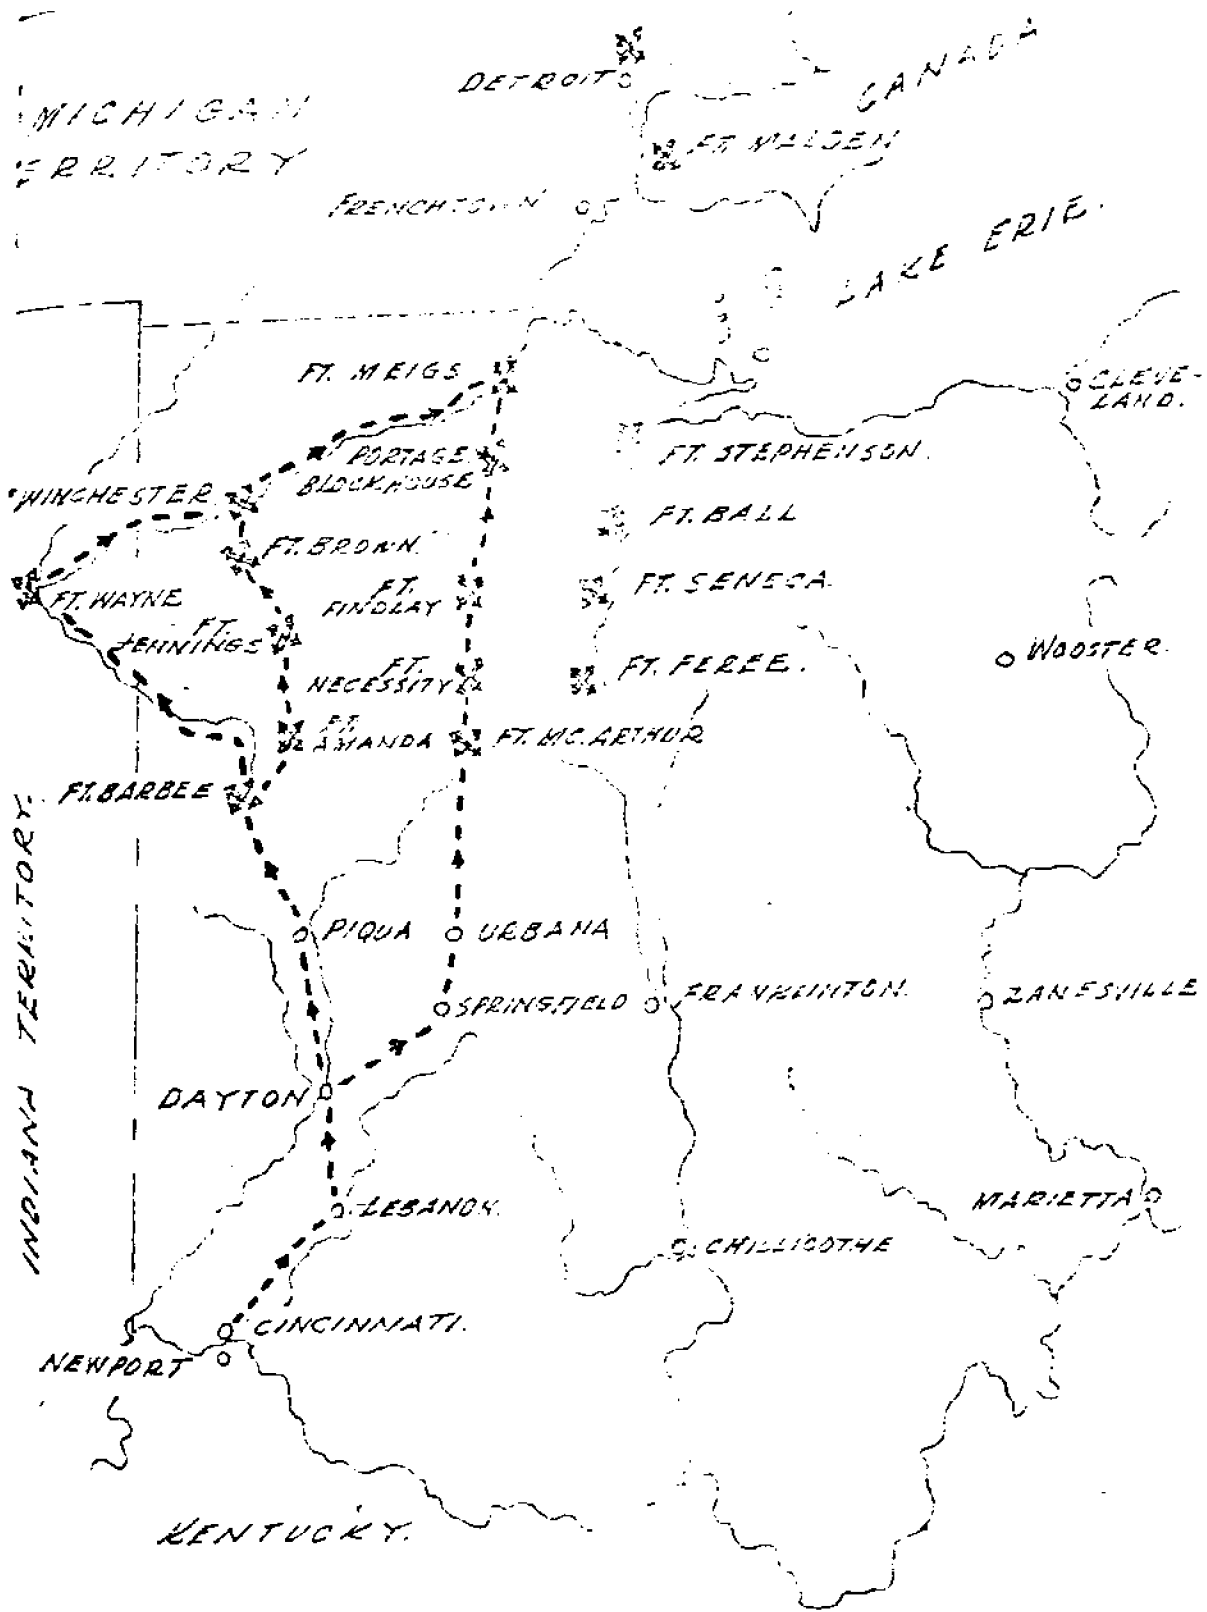 DETROIT
CANADA
MICHIGAN
ERRITORY
FT. MALDEN
FRENCHTOWN
LAKE ERIE.
FT. MEIGS
CLEVE-
LAND.
PORTAGE
BLOCKHOUSE
FT. STEPHENSON.
WINCHESTER
FT. BALL
FT. BROWN.
FT.
FINDLAY
FT. SENECA.
FT. WAYNE
FT.
JENNINGS
WOOSTER.
FT.
NECESSITY
FT. FEREE.
FT.
AMANDA
FT. MC. ARTHUR
FT. BARBEE
INDIANA TERRITORY.
PIQUA
URBANA
SPRINGFIELD
FRANKLINTON.
ZANESVILLE
DAYTON
LEBANON.
MARIETTA
CHILLICOTHE
CINCINNATI.
NEWPORT
KENTUCKY.